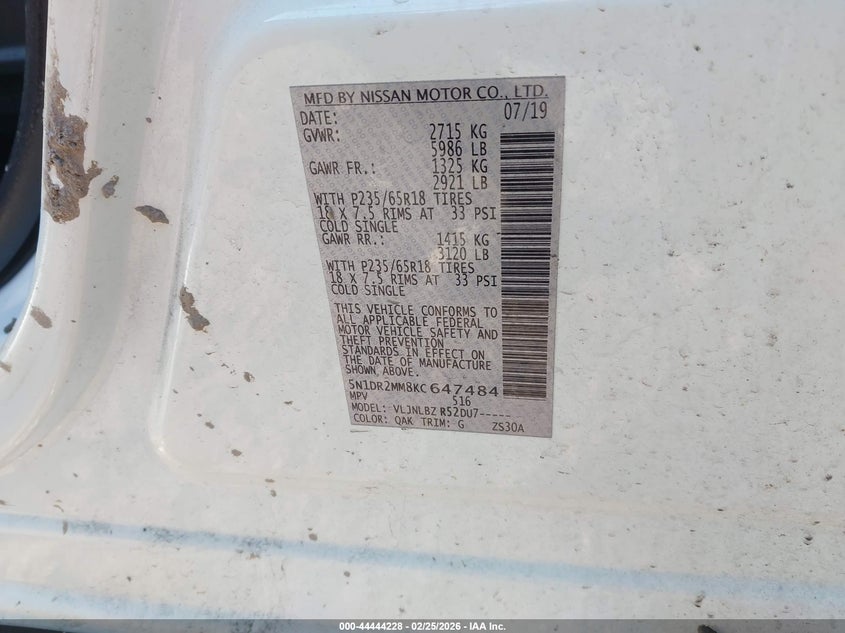 MFD BY NISSAN MOTOR CO., LTD.
DATE: 07/19
GVWR: 2715 KG
5986 LB
GAWR FR.: 1325 KG
2921 LB
WITH P235/65R18 TIRES
18 X 7.5 RIMS AT 33 PSI
COLD SINGLE
GAWR RR.: 1415 KG
3120 LB
WITH P235/65R18 TIRES
18 X 7.5 RIMS AT 33 PSI
COLD SINGLE
THIS VEHICLE CONFORMS TO
ALL APPLICABLE FEDERAL
MOTOR VEHICLE SAFETY AND
THEFT PREVENTION
STANDARDS IN EFFECT ON
THE DATE OF MANUFACTURE
SHOWN ABOVE.
5N1DR2MM8KC647484
MPV 516
MODEL: VLJNLBZ R52DU7-----
COLOR: QAK TRIM: G ZS30A
000-44444228 - 02/25/2026 - IAA Inc.